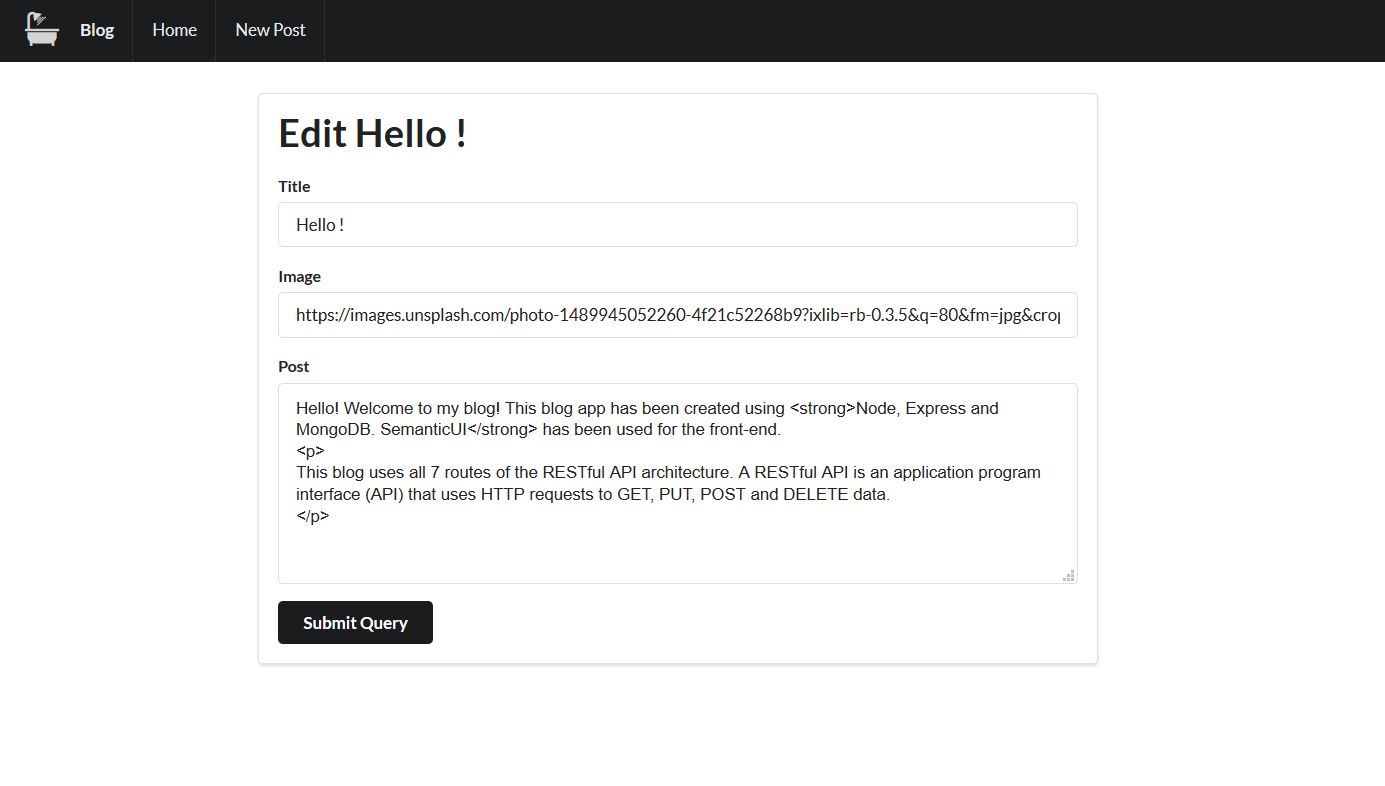 Blog
Home
New Post
Edit Hello !
Title
Hello !
Image
https://images.unsplash.com/photo-1489945052260-4f21c52268b9?ixlib=rb-0.3.5&q=80&fm=jpg&crop
Post
Hello! Welcome to my blog! This blog app has been created using <strong>Node, Express and
MongoDB. SemanticUI</strong> has been used for the front-end.
<p>
This blog uses all 7 routes of the RESTful API architecture. A RESTful API is an application program
interface (API) that uses HTTP requests to GET, PUT, POST and DELETE data.
</p>
Submit Query